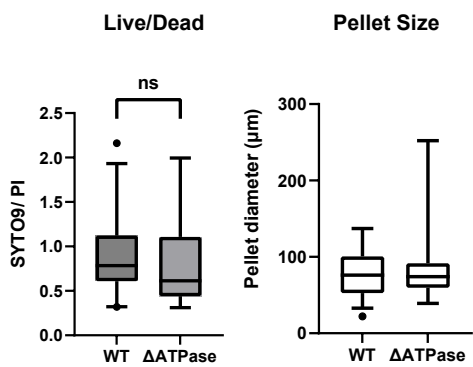 Live/Dead
ns
SYTO9/ PI
2.5
2.0
1.5
1.0
0.5
0.0
WT ΔATPase
Pellet Size
Pellet diameter (μm)
300
200
100
0
WT ΔATPase